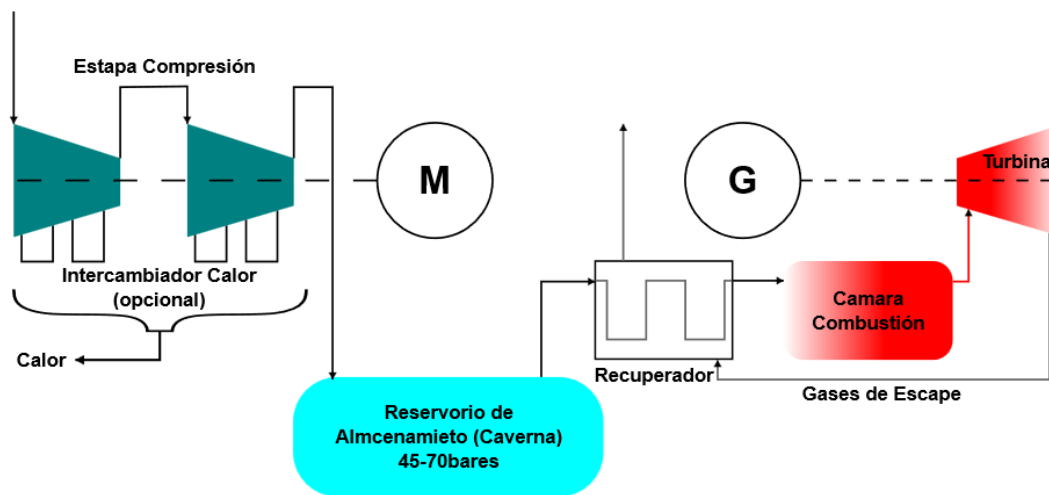 Estapa Compresión
M
G
Turbina
Intercambiador Calor
(opcional)
Calor
Camara
Combustión
Recuperador
Gases de Escape
Reservorio de
Almcenamieto (Caverna)
45-70bares